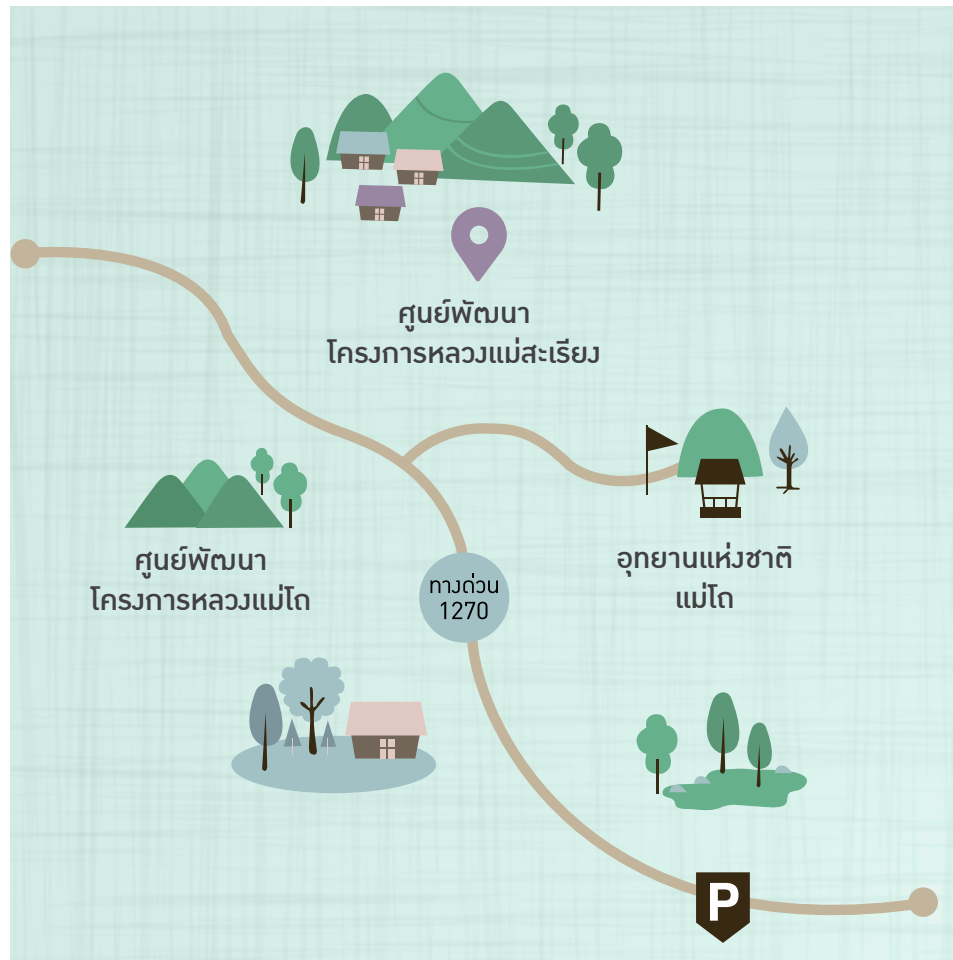 ศูนย์พัฒนา
โครงการหลวงแม่สะเรียง
ศูนย์พัฒนา
โครงการหลวงแม่โถ
ทางด่วน
1270
อุทยานแห่งชาติ
แม่โถ
P